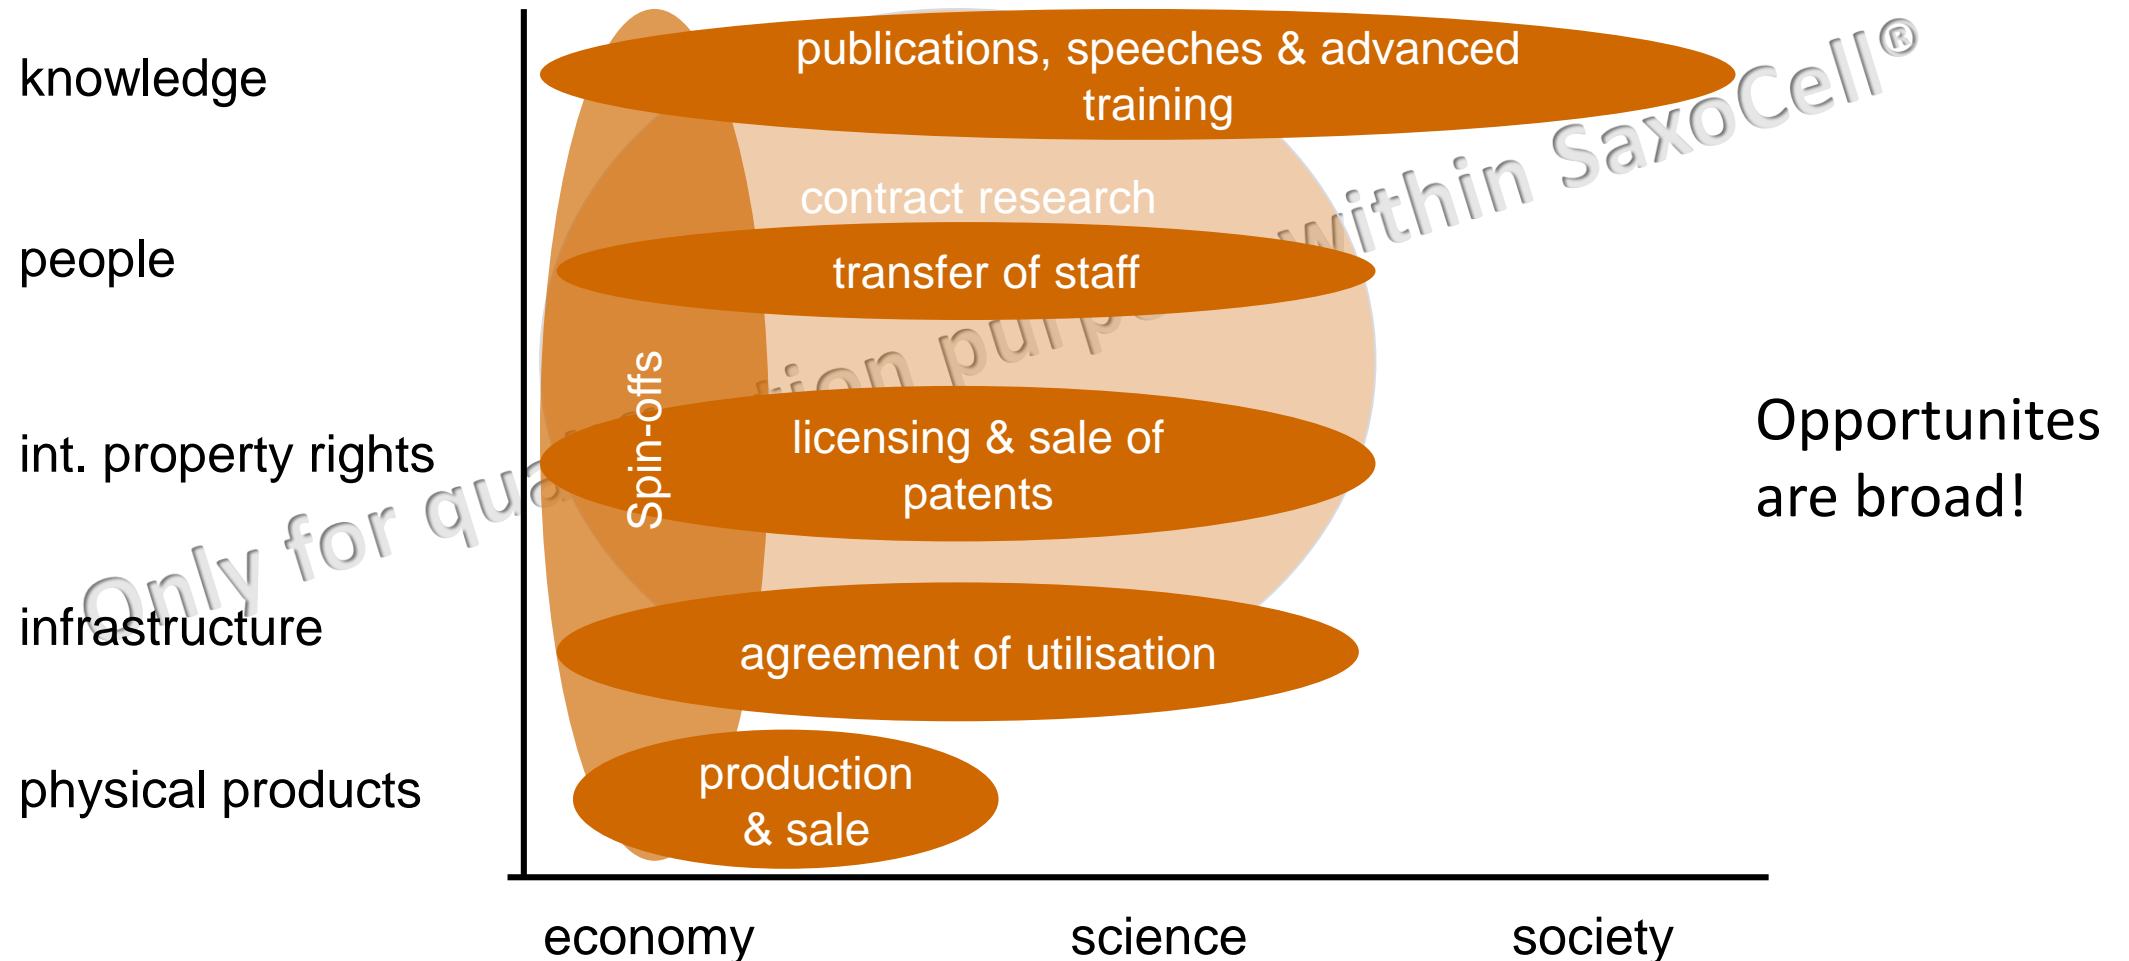 knowledge
publications, speeches & advanced
training
contract research
people
transfer of staff
Spin-offs
int. property rights
licensing & sale of
patents
Opportunites
are broad!
infrastructure
agreement of utilisation
physical products
production
& sale
economy
science
society
Only for within SaxoCell®